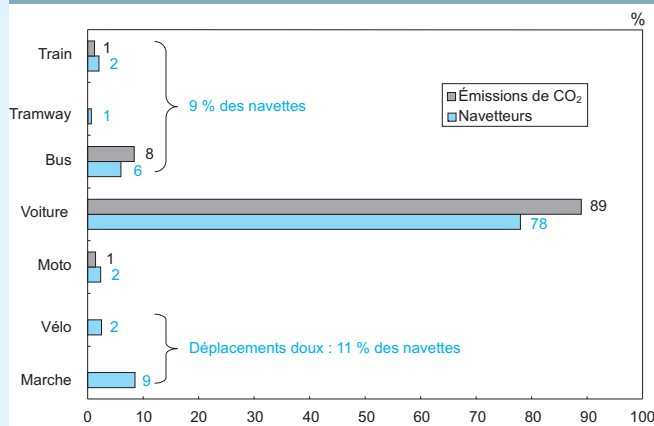 %
Train
1
2
Tramway
1
9 % des navettes
Émissions de CO₂
Navetteurs
Bus
8
6
Voiture
89
78
Moto
1
2
Vélo
2
Déplacements doux : 11 % des navettes
Marche
9
0 10 20 30 40 50 60 70 80 90 100